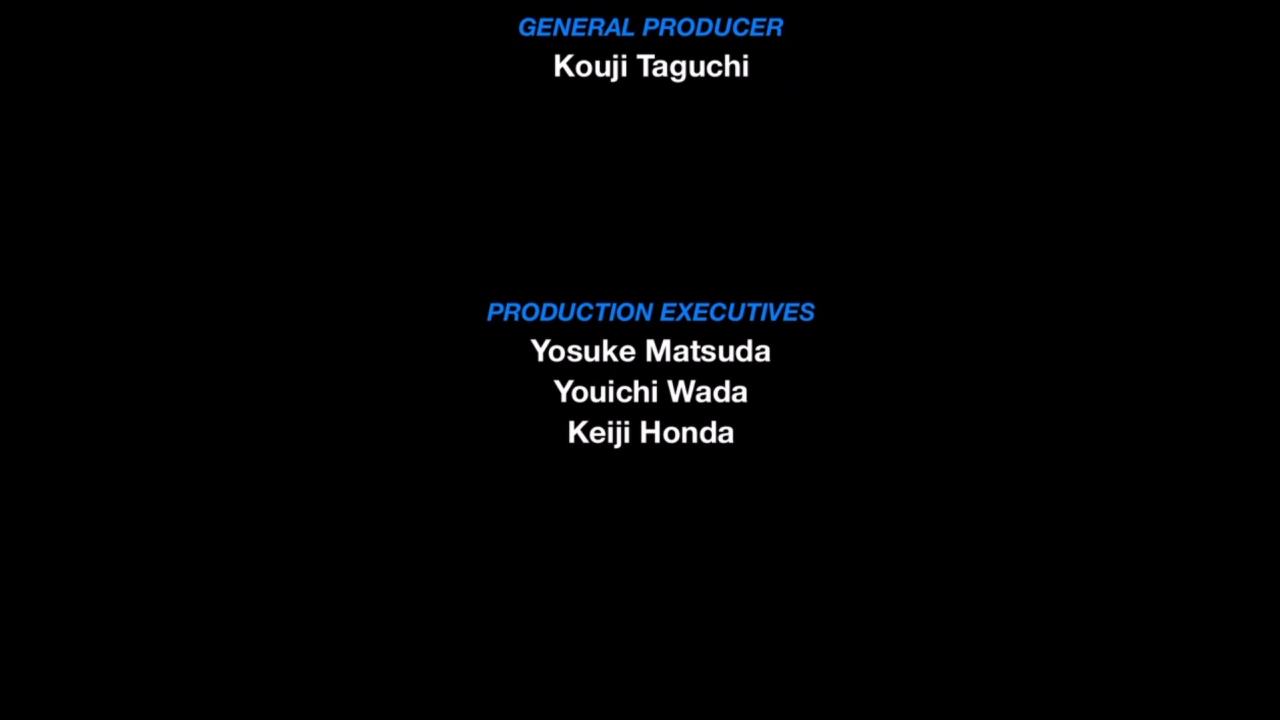 GENERAL PRODUCER
Kouji Taguchi
PRODUCTION EXECUTIVES
Yosuke Matsuda
Youichi Wada
Keiji Honda